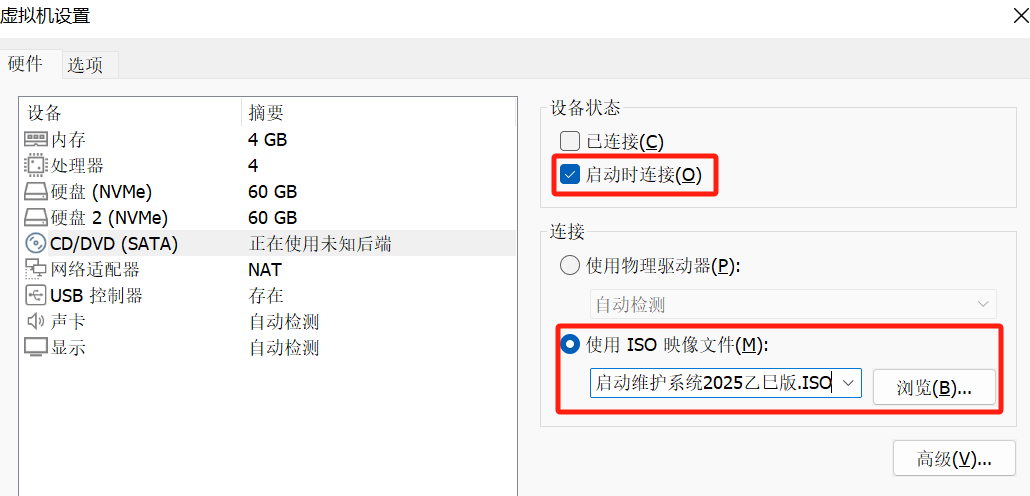 虚拟机设置
硬件 选项
设备 摘要
内存 4 GB
处理器 4
硬盘 (NVMe) 60 GB
硬盘 2 (NVMe) 60 GB
CD/DVD (SATA) 正在使用未知后端
网络适配器 NAT
USB 控制器 存在
声卡 自动检测
显示 自动检测
设备状态
已连接(C)
启动时连接(O)
连接
使用物理驱动器(P):
自动检测
使用 ISO 映像文件(M):
启动维护系统2025乙巳版.ISO 浏览(B)...
高级(V)...